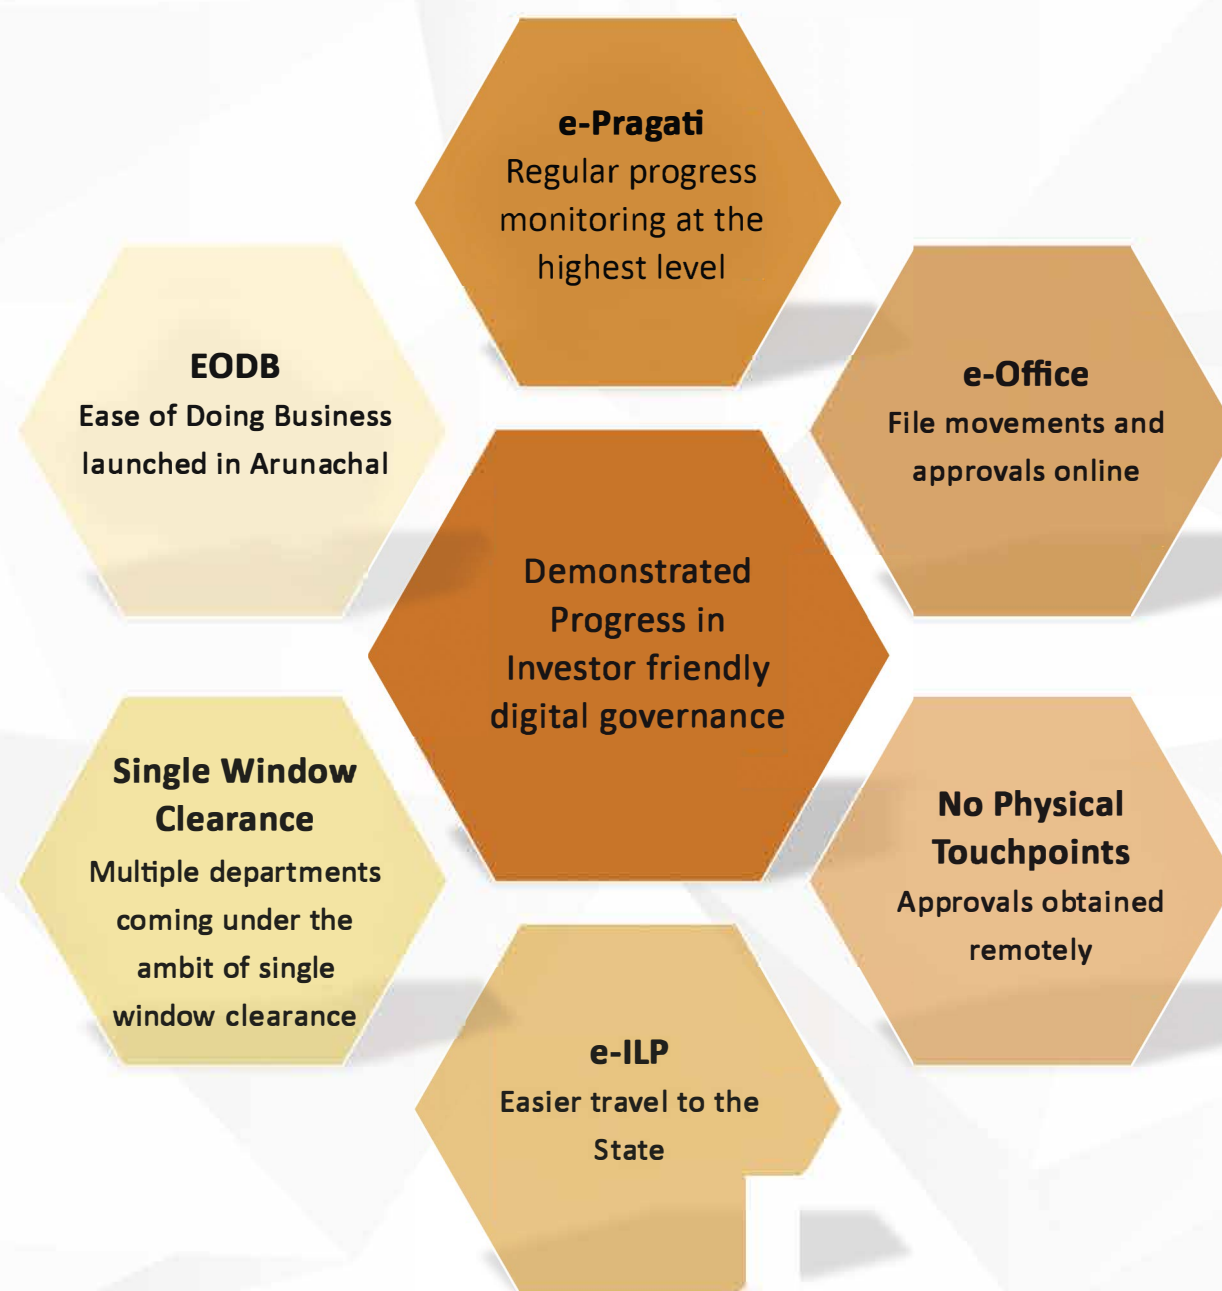 e-Pragati
Regular progress
monitoring at the
highest level
EODB
Ease of Doing Business
launched in Arunachal
e-Office
File movements and
approvals online
Demonstrated
Progress in
Investor friendly
digital governance
Single Window
Clearance
Multiple departments
coming under the
ambit of single
window clearance
No Physical
Touchpoints
Approvals obtained
remotely
e-ILP
Easier travel to the
State